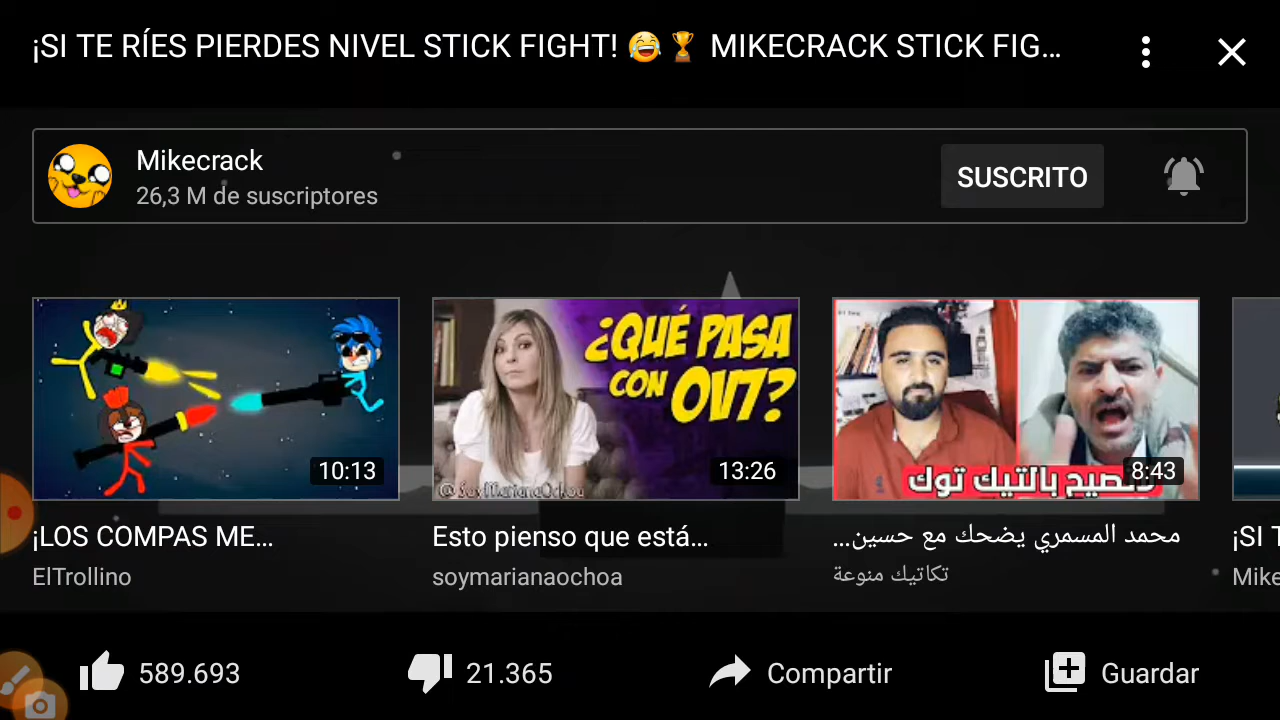 ¡SI TE RÍES PIERDES NIVEL STICK FIGHT! 😂🏆 MIKECRACK STICK FIG...
Mikecrack
26,3 M de suscriptores
SUSCRITO
10:13
¿QUÉ PASA
CON OV7?
@SoyMarianaOchoa
13:26
بالتيك توك
8:43
¡LOS COMPAS ME...
ElTrollino
Esto pienso que está...
soymarianaochoa
محمد المسمري يضحك مع حسين...
تكاتيك منوعة
¡SI
Mike
589.693
21.365
Compartir
Guardar